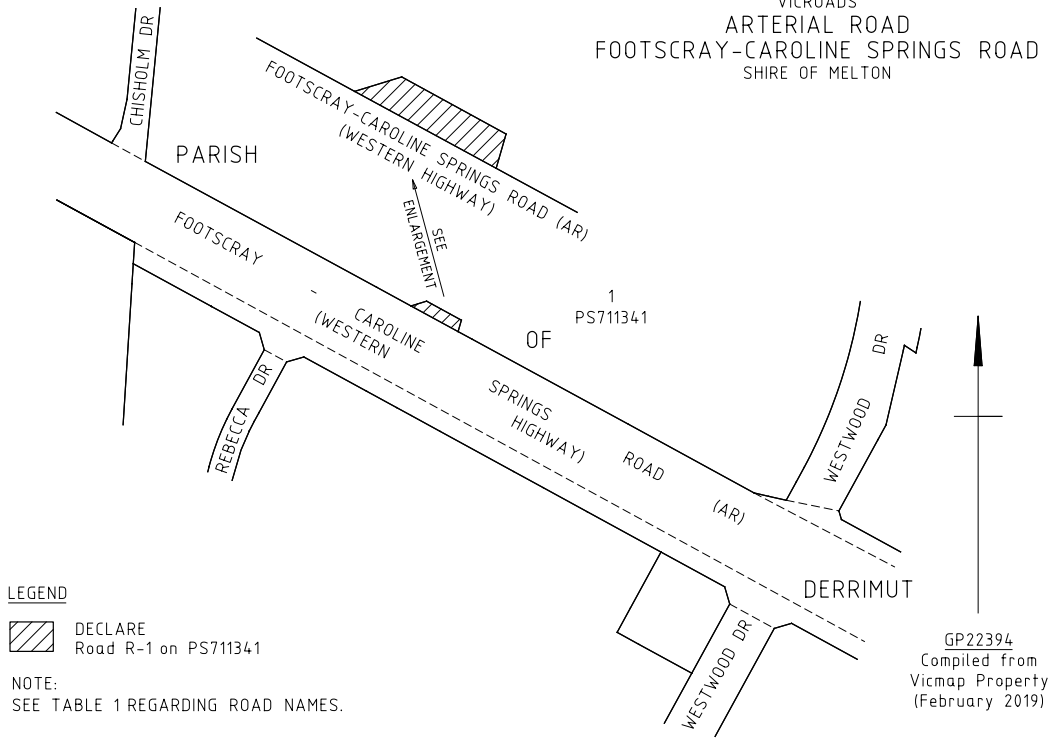 VICROADS
ARTERIAL ROAD
FOOTSCRAY-CAROLINE SPRINGS ROAD
SHIRE OF MELTON
CHISHOLM DR
FOOTSCRAY-CAROLINE SPRINGS ROAD (AR)
(WESTERN HIGHWAY)
PARISH
SEE
ENLARGEMENT
FOOTSCRAY
-
CAROLINE
(WESTERN
1
PS711341
OF
SPRINGS
HIGHWAY)
ROAD
(AR)
REBECCA DR
WESTWOOD DR
DERRIMUT
WESTWOOD DR
LEGEND
DECLARE
Road R-1 on PS711341
NOTE:
SEE TABLE 1 REGARDING ROAD NAMES.
GP22394
Compiled from
Vicmap Property
(February 2019)